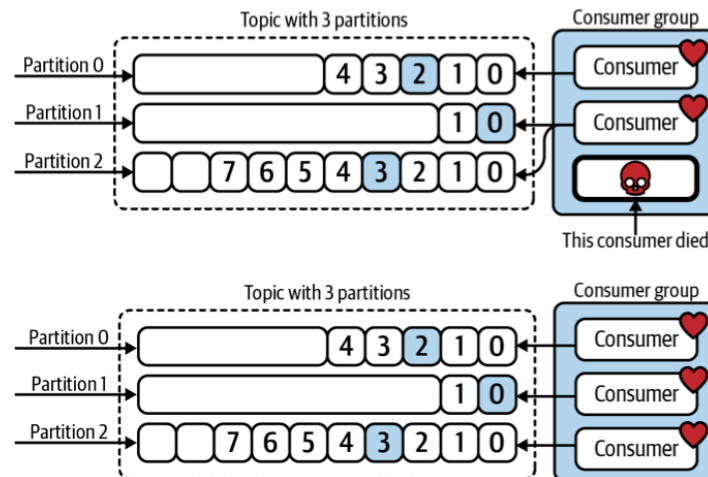 Topic with 3 partitions
Consumer group
Partition 0
4 3 2 1 0
Consumer
Partition 1
1 0
Consumer
Partition 2
7 6 5 4 3 2 1 0
This consumer died
Topic with 3 partitions
Consumer group
Partition 0
4 3 2 1 0
Consumer
Partition 1
1 0
Consumer
Partition 2
7 6 5 4 3 2 1 0
Consumer